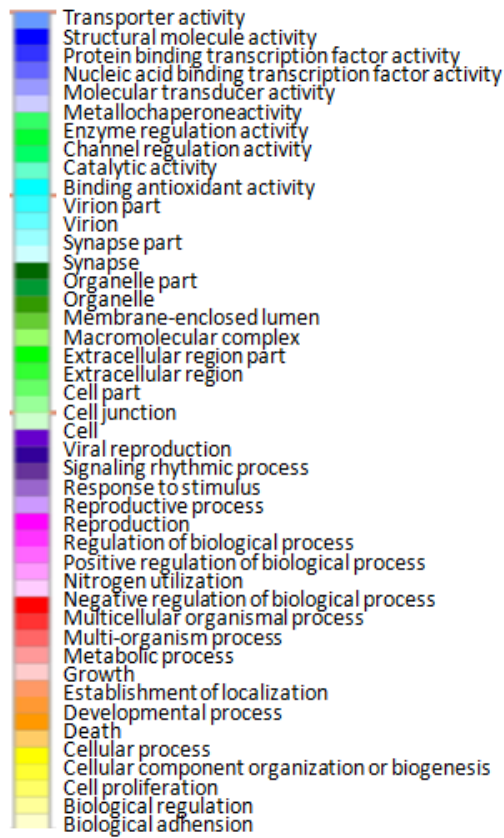 Transporter activity
Structural molecule activity
Protein binding transcription factor activity
Nucleic acid binding transcription factor activity
Molecular transducer activity
Metallochaperoneactivity
Enzyme regulation activity
Channel regulation activity
Catalytic activity
Binding antioxidant activity
Virion part
Virion
Synapse part
Synapse
Organelle part
Organelle
Membrane-enclosed lumen
Macromolecular complex
Extracellular region part
Extracellular region
Cell part
Cell junction
Cell
Viral reproduction
Signaling rhythmic process
Response to stimulus
Reproductive process
Reproduction
Regulation of biological process
Positive regulation of biological process
Nitrogen utilization
Negative regulation of biological process
Multicellular organismal process
Multi-organism process
Metabolic process
Growth
Establishment of localization
Developmental process
Death
Cellular process
Cellular component organization or biogenesis
Cell proliferation
Biological regulation
Biological adhension